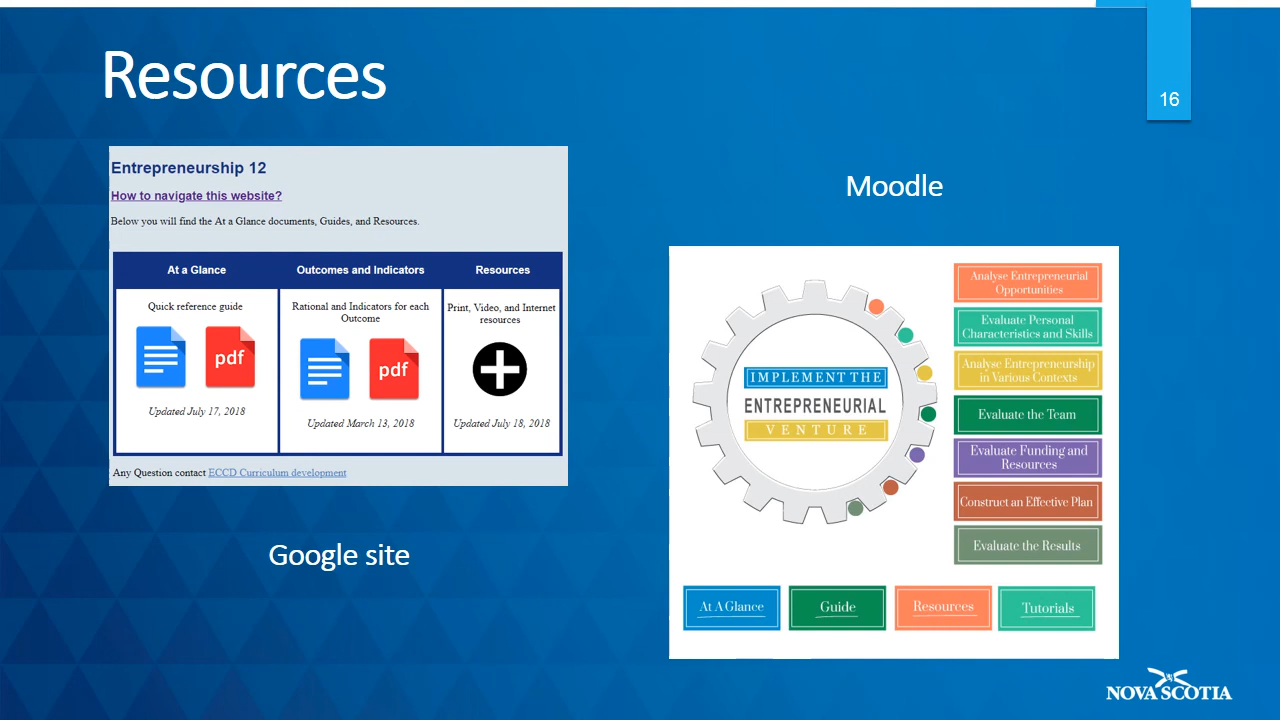 Resources
16
Entrepreneurship 12
How to navigate this website?
Below you will find the At a Glance documents, Guides, and Resources.
At a Glance
Outcomes and Indicators
Resources
Quick reference guide
pdf
Updated July 17, 2018
Rational and Indicators for each
Outcome
pdf
Updated March 13, 2018
Print, Video, and Internet
resources
Updated July 18, 2018
Any Question contact ECCD Curriculum development
Google site
Moodle
IMPLEMENT THE
ENTREPRENEURIAL
VENTURE
Analyse Entrepreneurial
Opportunities
Evaluate Personal
Characteristics and Skills
Analyse Entrepreneurship
in Various Contexts
Evaluate the Team
Evaluate Funding and
Resources
Construct an Effective Plan
Evaluate the Results
At A Glance
Guide
Resources
Tutorials
NOVA SCOTIA